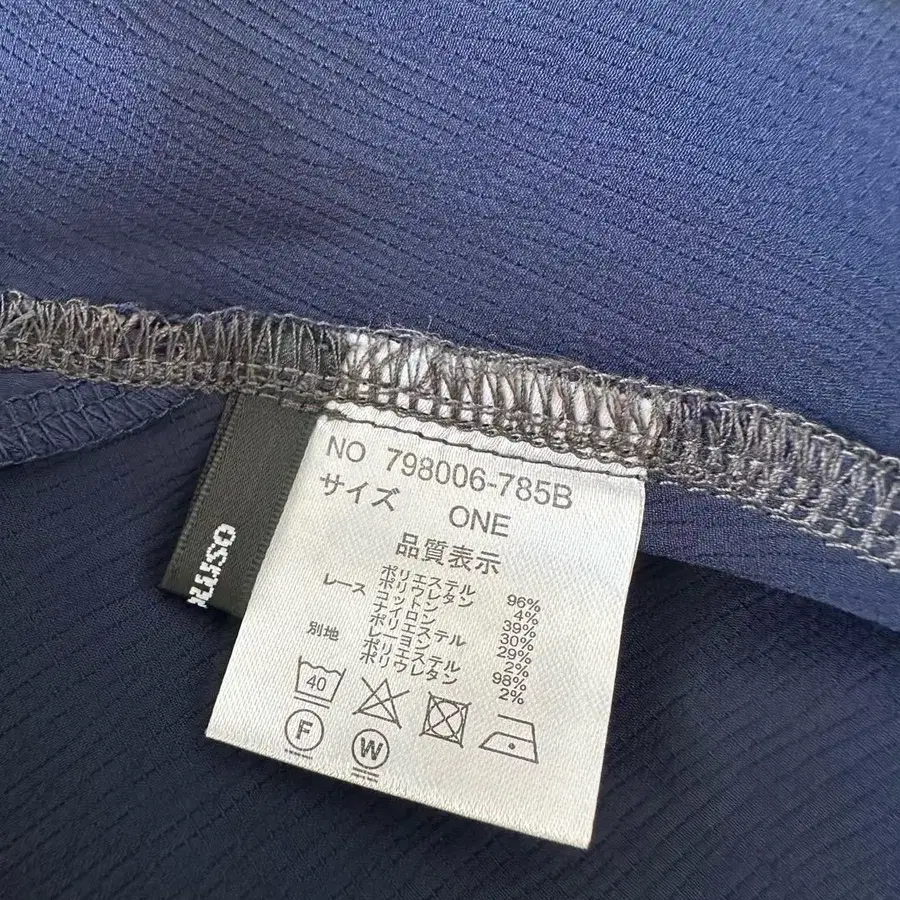 NO 798006-785B
サイズ ONE
品質表示
ポリエステル 96%
ポリウレタン 4%
レース コットン 39%
ナイロン 30%
ポリエステル 29%
レーヨン 2%
別地 ポリエステル 98%
ポリウレタン 2%
40
F
W